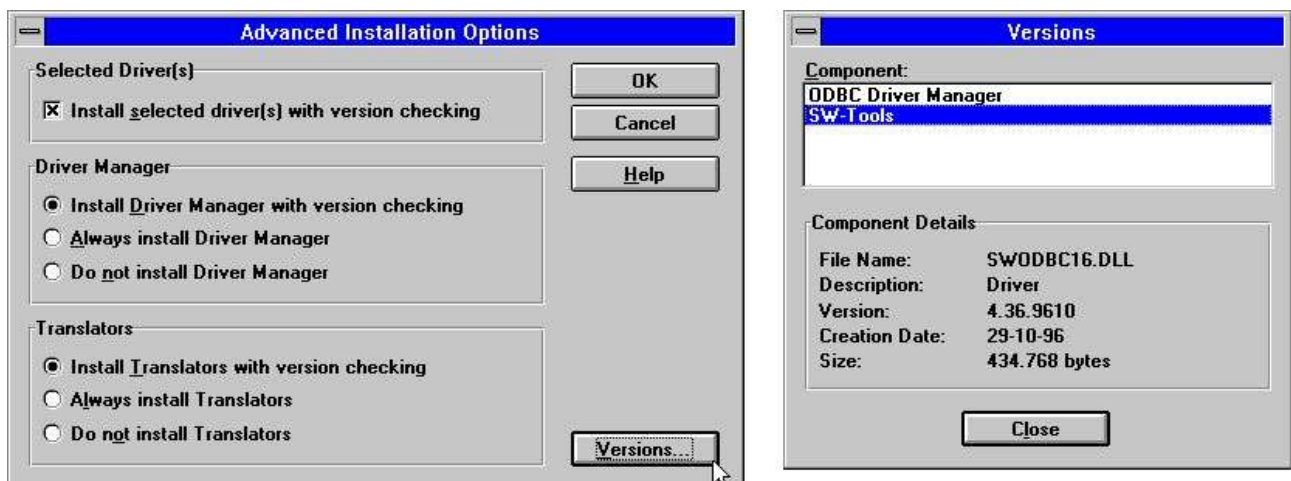 Advanced Installation Options
Selected Driver(s)
Install selected driver(s) with version checking
OK
Cancel
Help
Driver Manager
Install Driver Manager with version checking
Always install Driver Manager
Do not install Driver Manager
Translators
Install Translators with version checking
Always install Translators
Do not install Translators
Versions...
Versions
Component:
ODBC Driver Manager
SW-Tools
Component Details
File Name: SWODBC16.DLL
Description: Driver
Version: 4.36.9610
Creation Date: 29-10-96
Size: 434.768 bytes
Close